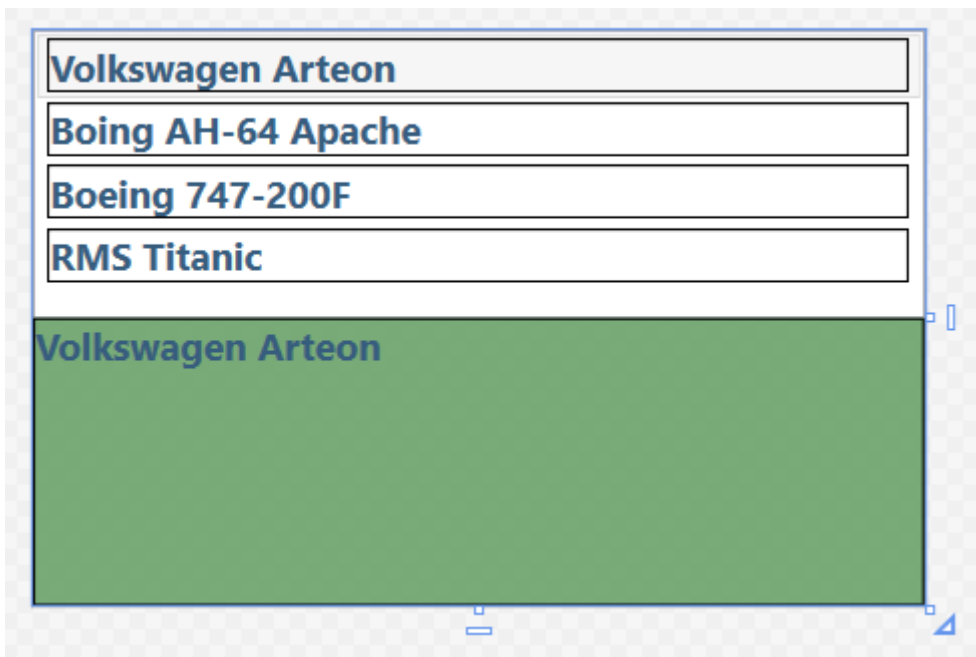 Volkswagen Arteon
Boing AH-64 Apache
Boeing 747-200F
RMS Titanic
Volkswagen Arteon